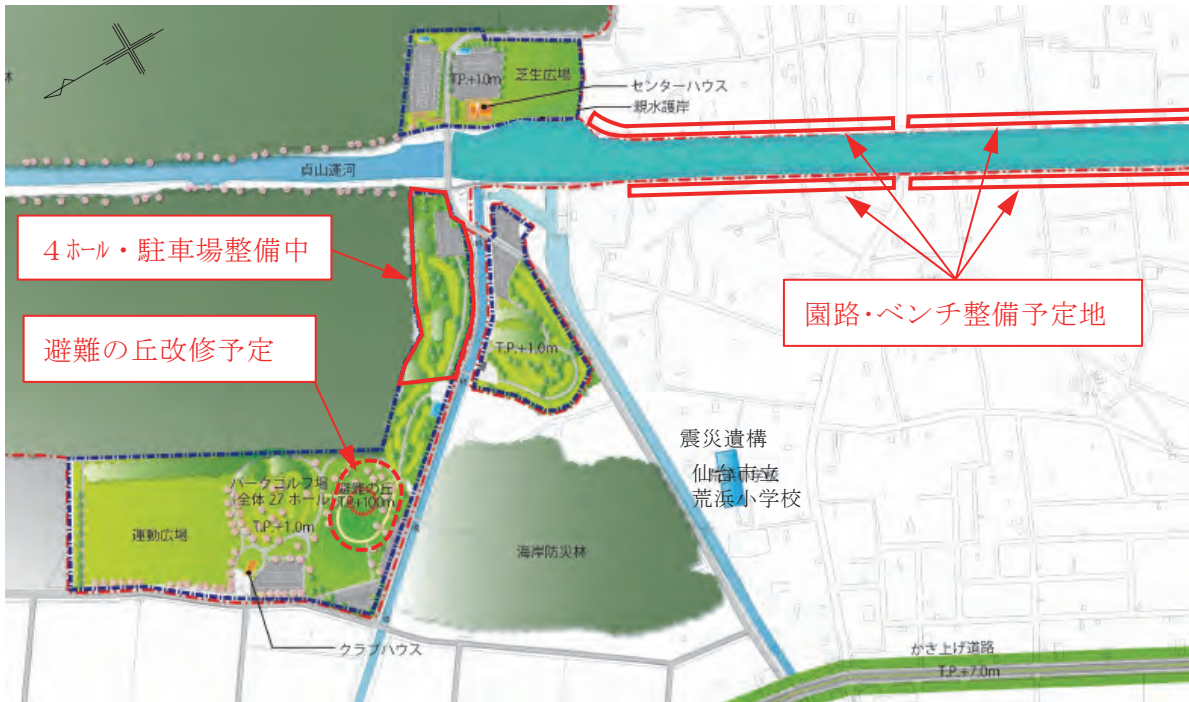 林
T.P.+1.0m
芝生広場
センターハウス
親水護岸
貞山運河
4ホール・駐車場整備中
園路・ベンチ整備予定地
避難の丘改修予定
T.P.+1.0m
震災遺構
仙台市立
荒浜小学校
パークゴルフ場
(全体 27 ホール)
T.P.+1.0m
避難の丘
T.P.+10.0m
運動広場
海岸防災林
クラブハウス
かさ上げ道路
T.P.+7.0m